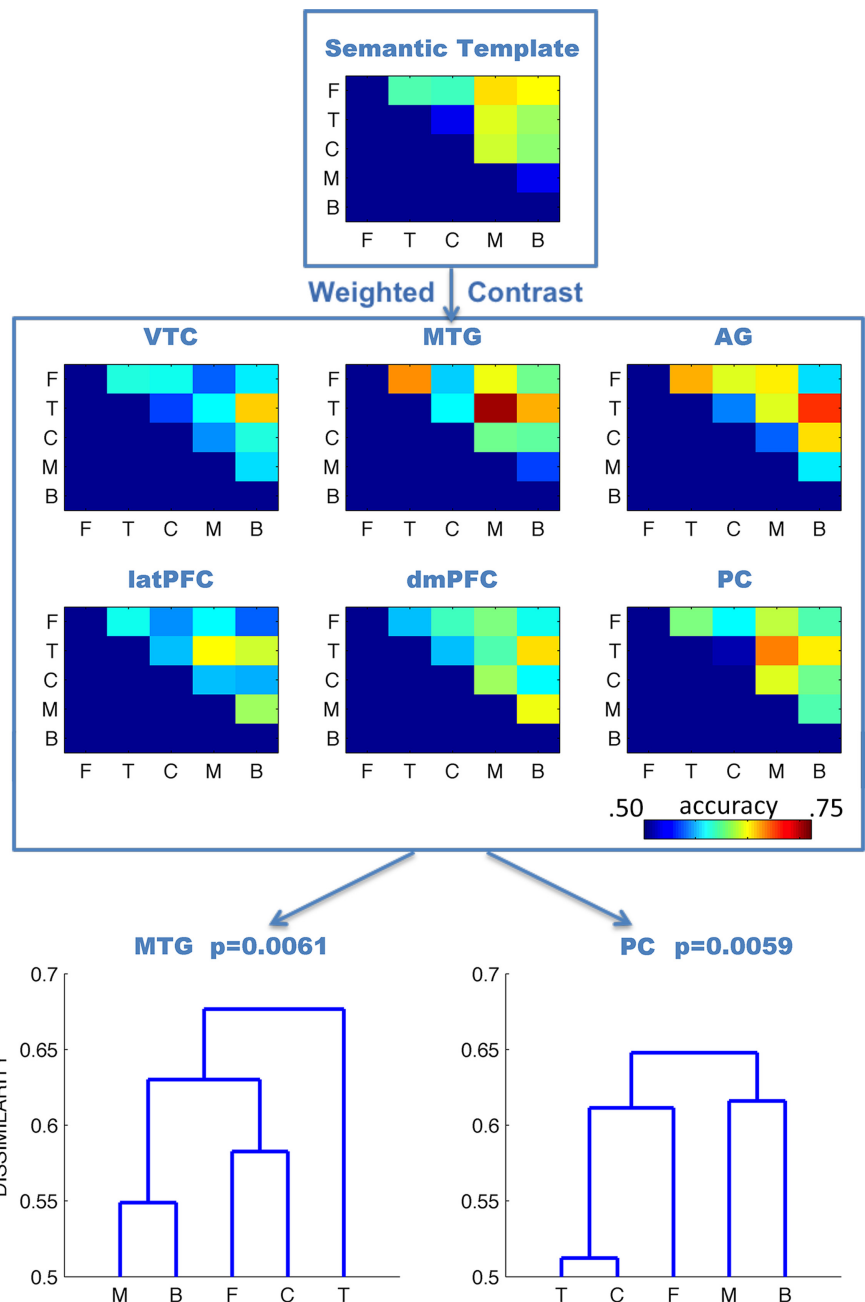 Semantic Template
F
T
C
M
B
F T C M B
Weighted Contrast
VTC MTG AG
F F F
T T T
C C C
M M M
B B B
F T C M B F T C M B F T C M B
latPFC dmPFC PC
F F F
T T T
C C C
M M M
B B B
F T C M B F T C M B F T C M B
.50 accuracy .75
MTG p=0.0061 PC p=0.0059
0.7 0.7
0.65 0.65
0.6 0.6
0.55 0.55
0.5 0.5
DISSIMILARITY
M B F C T T C F M B